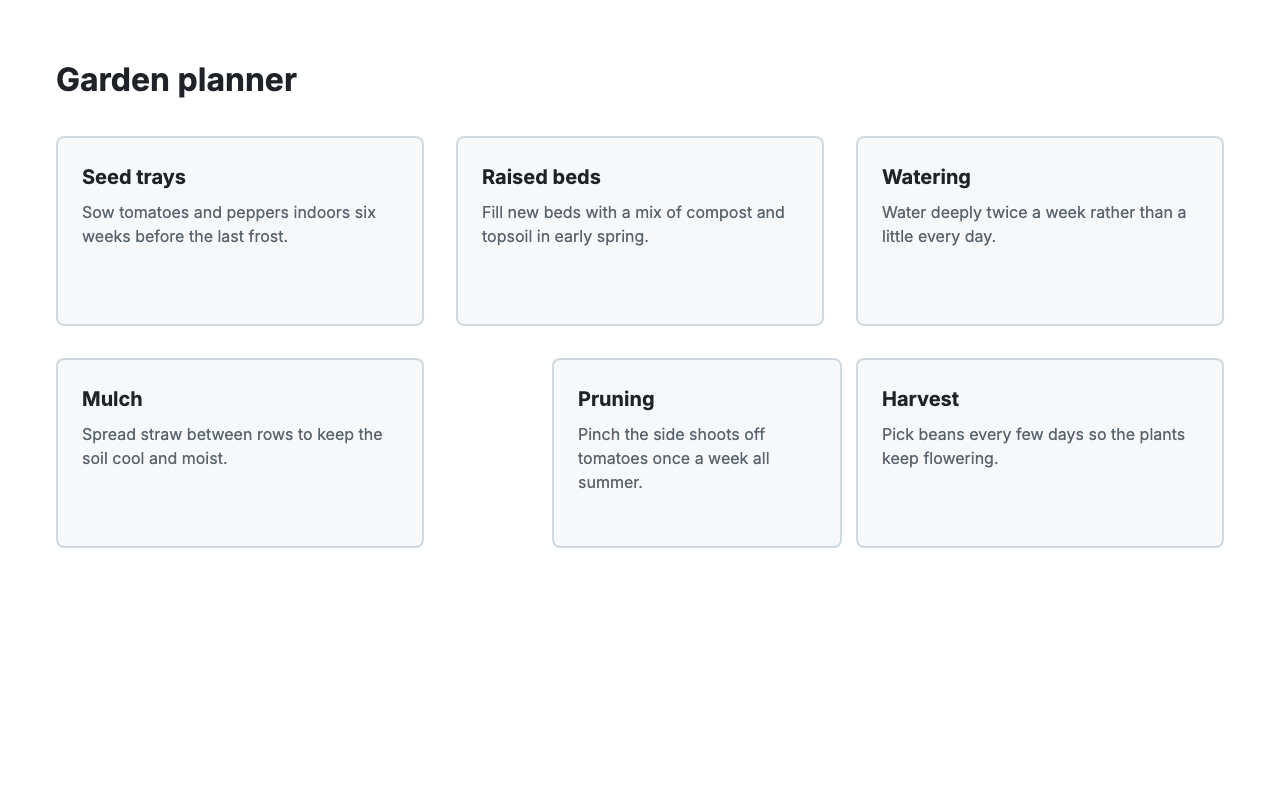 Garden planner
Seed trays
Sow tomatoes and peppers indoors six
weeks before the last frost.
Raised beds
Fill new beds with a mix of compost and
topsoil in early spring.
Watering
Water deeply twice a week rather than a
little every day.
Mulch
Spread straw between rows to keep the
soil cool and moist.
Pruning
Pinch the side shoots off
tomatoes once a week all
summer.
Harvest
Pick beans every few days so the plants
keep flowering.